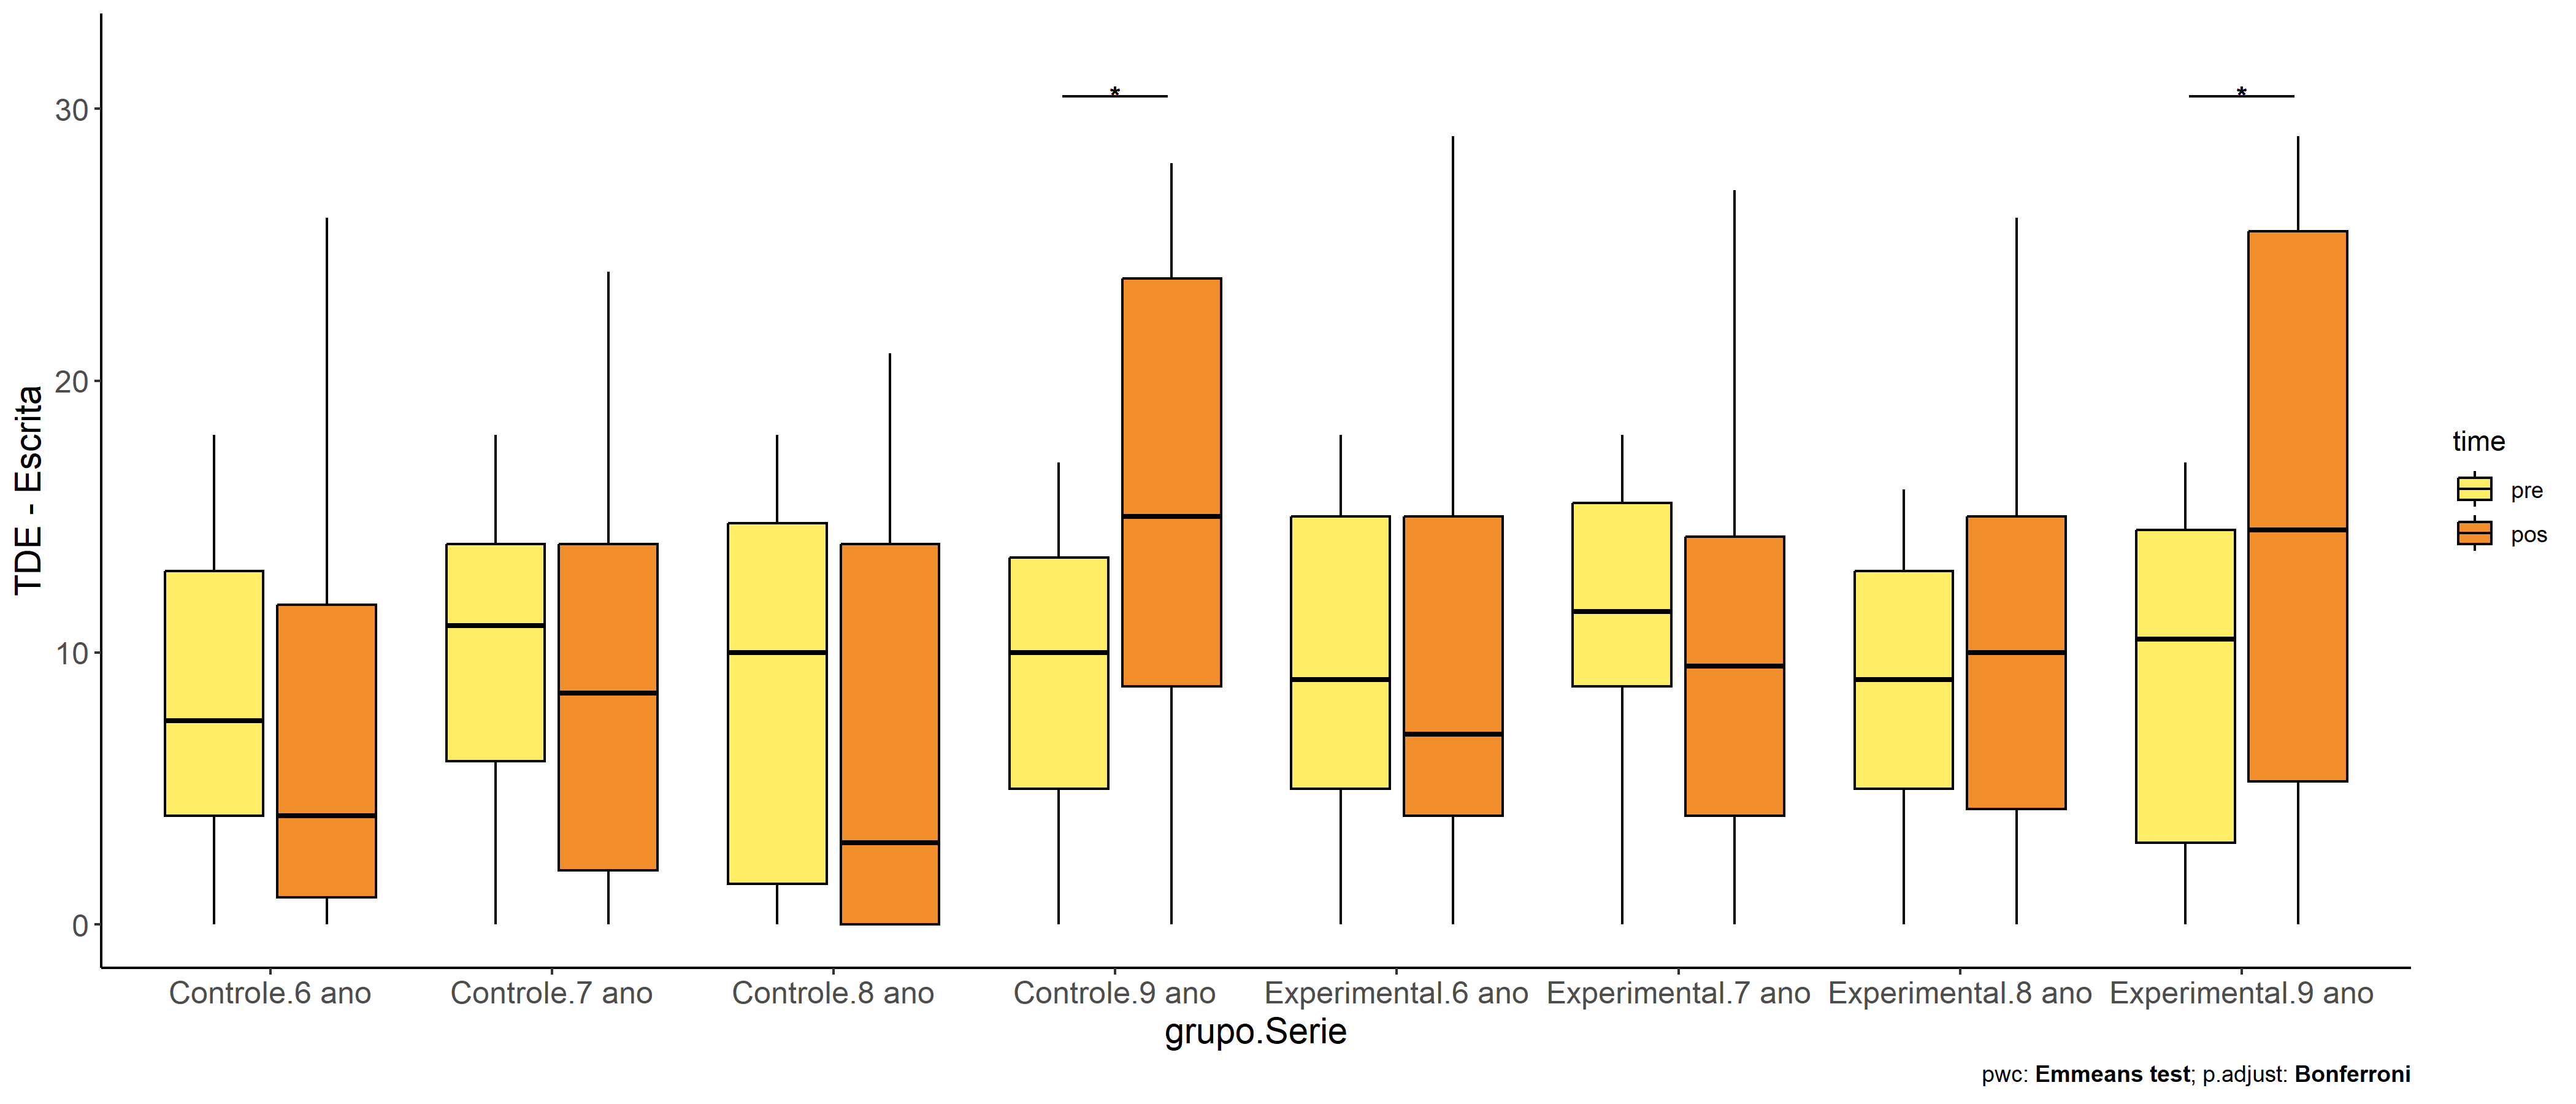 *
*
30
20
10
0
TDE - Escrita
Controle.6 ano
Controle.7 ano
Controle.8 ano
Controle.9 ano
Experimental.6 ano
Experimental.7 ano
Experimental.8 ano
Experimental.9 ano
grupo.Serie
time
pre
pos
pwc: Emmeans test; p.adjust: Bonferroni